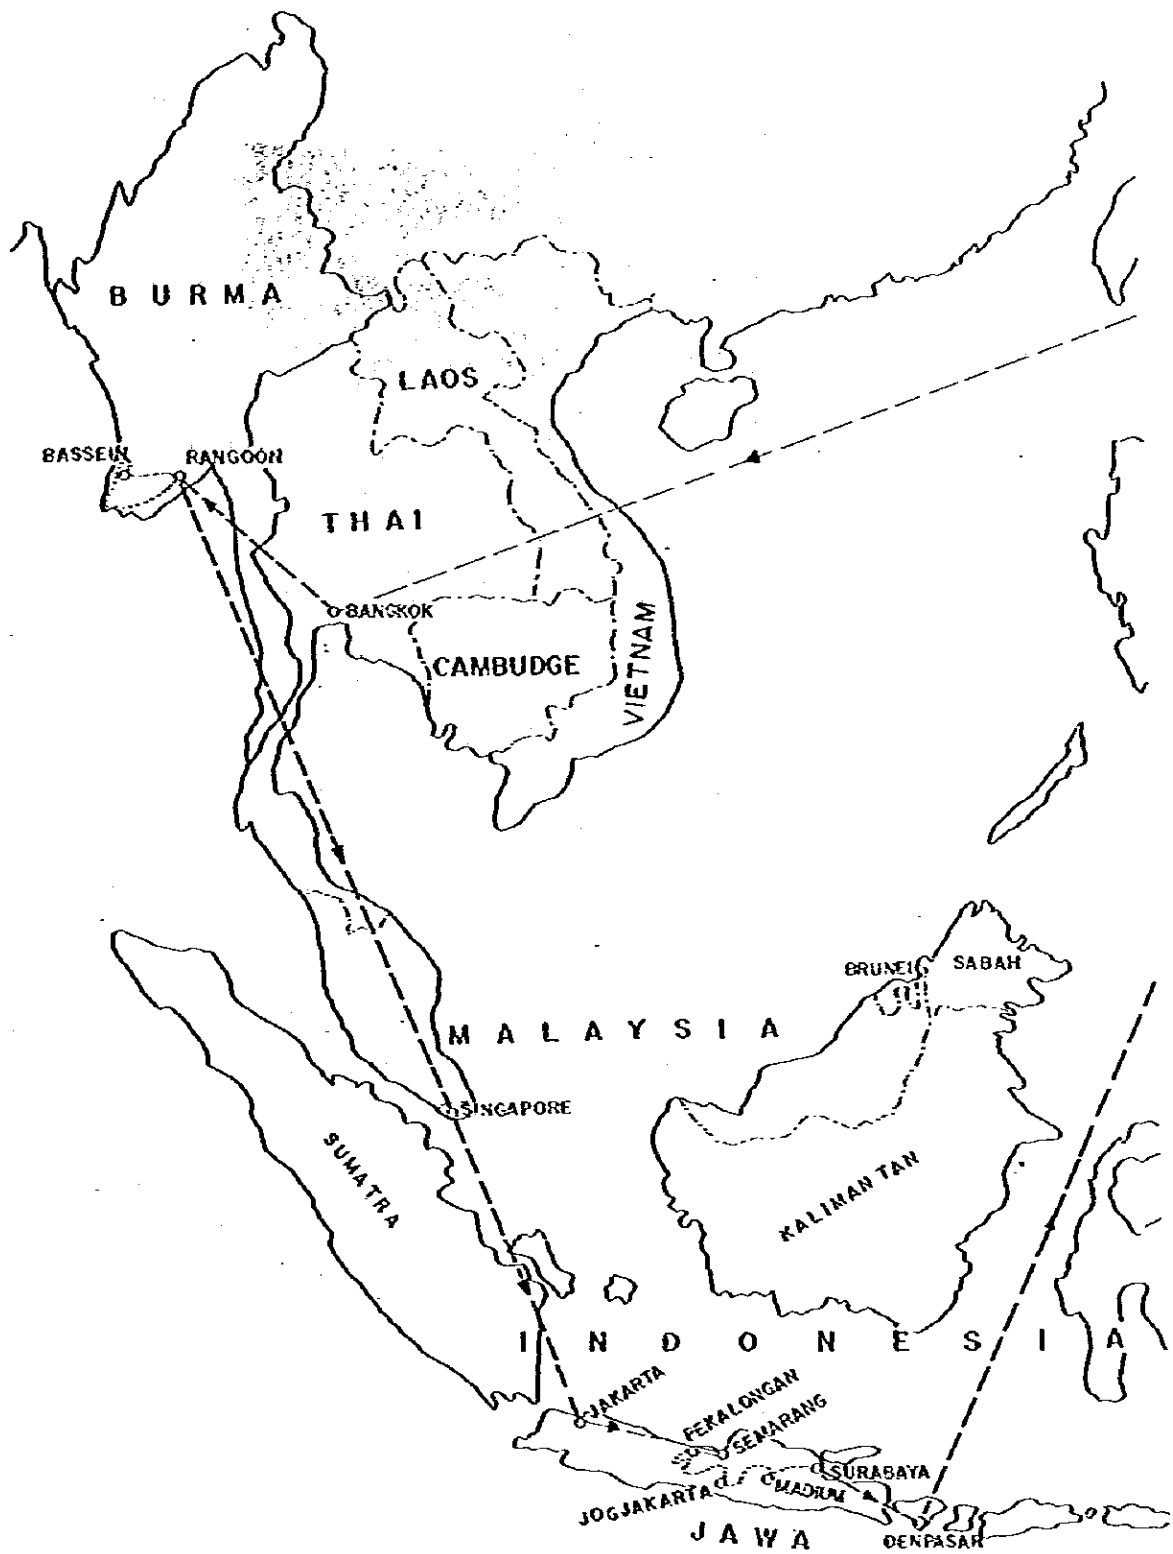 BURMA
LAOS
BASSEIN
RANGOON
THAI
BANGKOK
CAMBUDGE
VIETNAM
BRUNEI
SABAH
MALAYSIA
SINGAPORE
SUMATRA
KALIMANTAN
INDONESIA
JAKARTA
PEKALONGAN
SEMARANG
SURABAYA
MADIUM
JOGJAKARTA
DENPASAR
JAWA